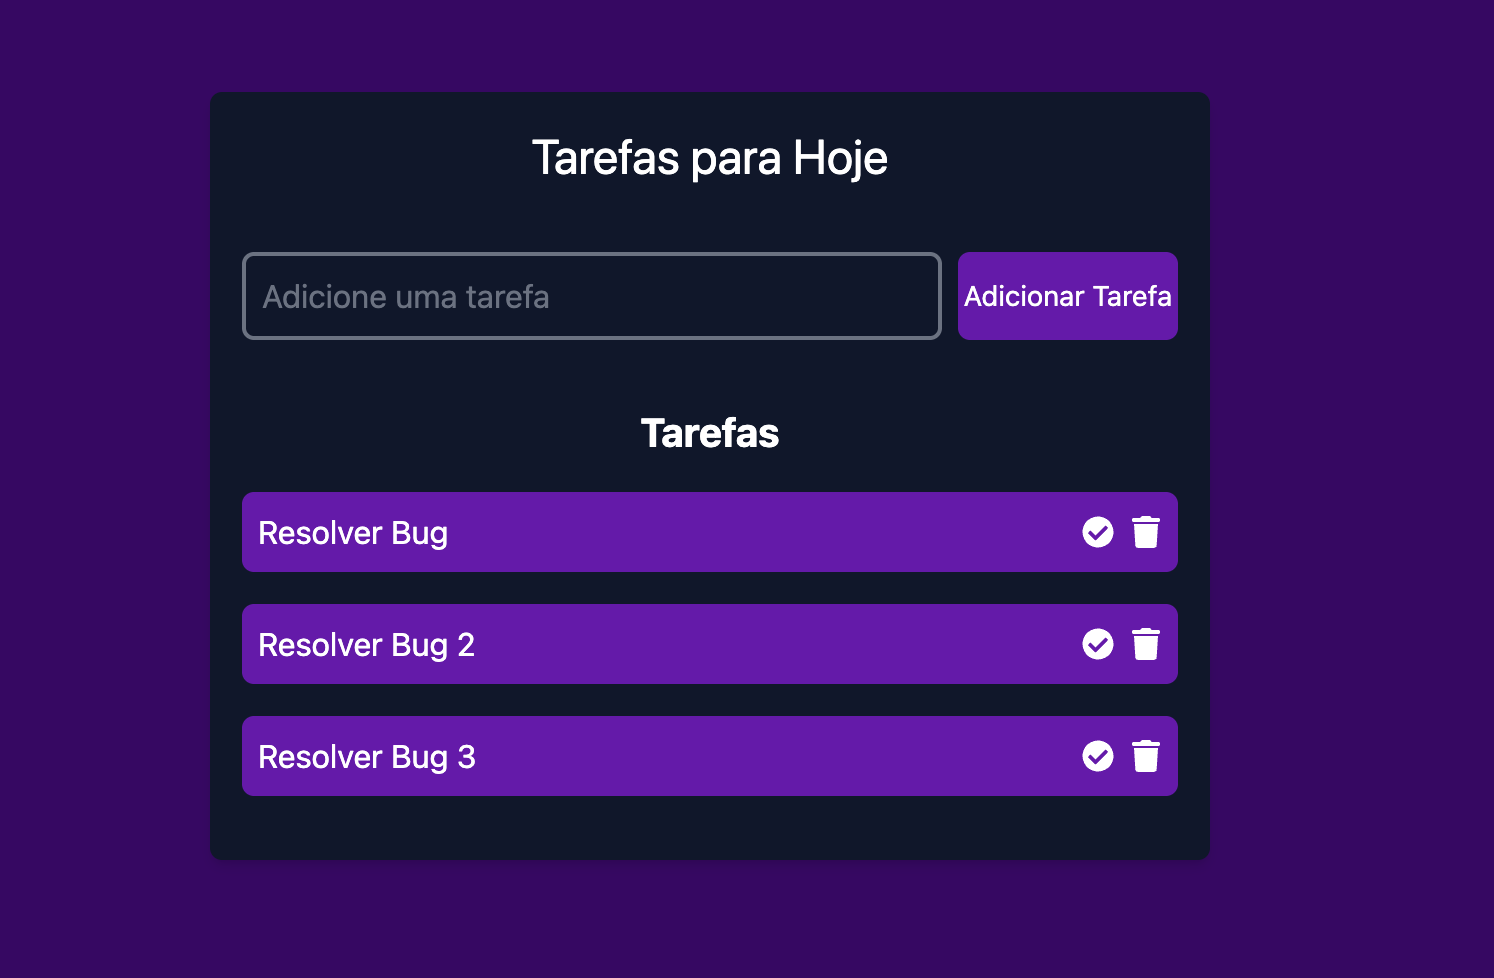 Tarefas para Hoje
Adicione uma tarefa
Adicionar Tarefa
Tarefas
Resolver Bug
Resolver Bug 2
Resolver Bug 3